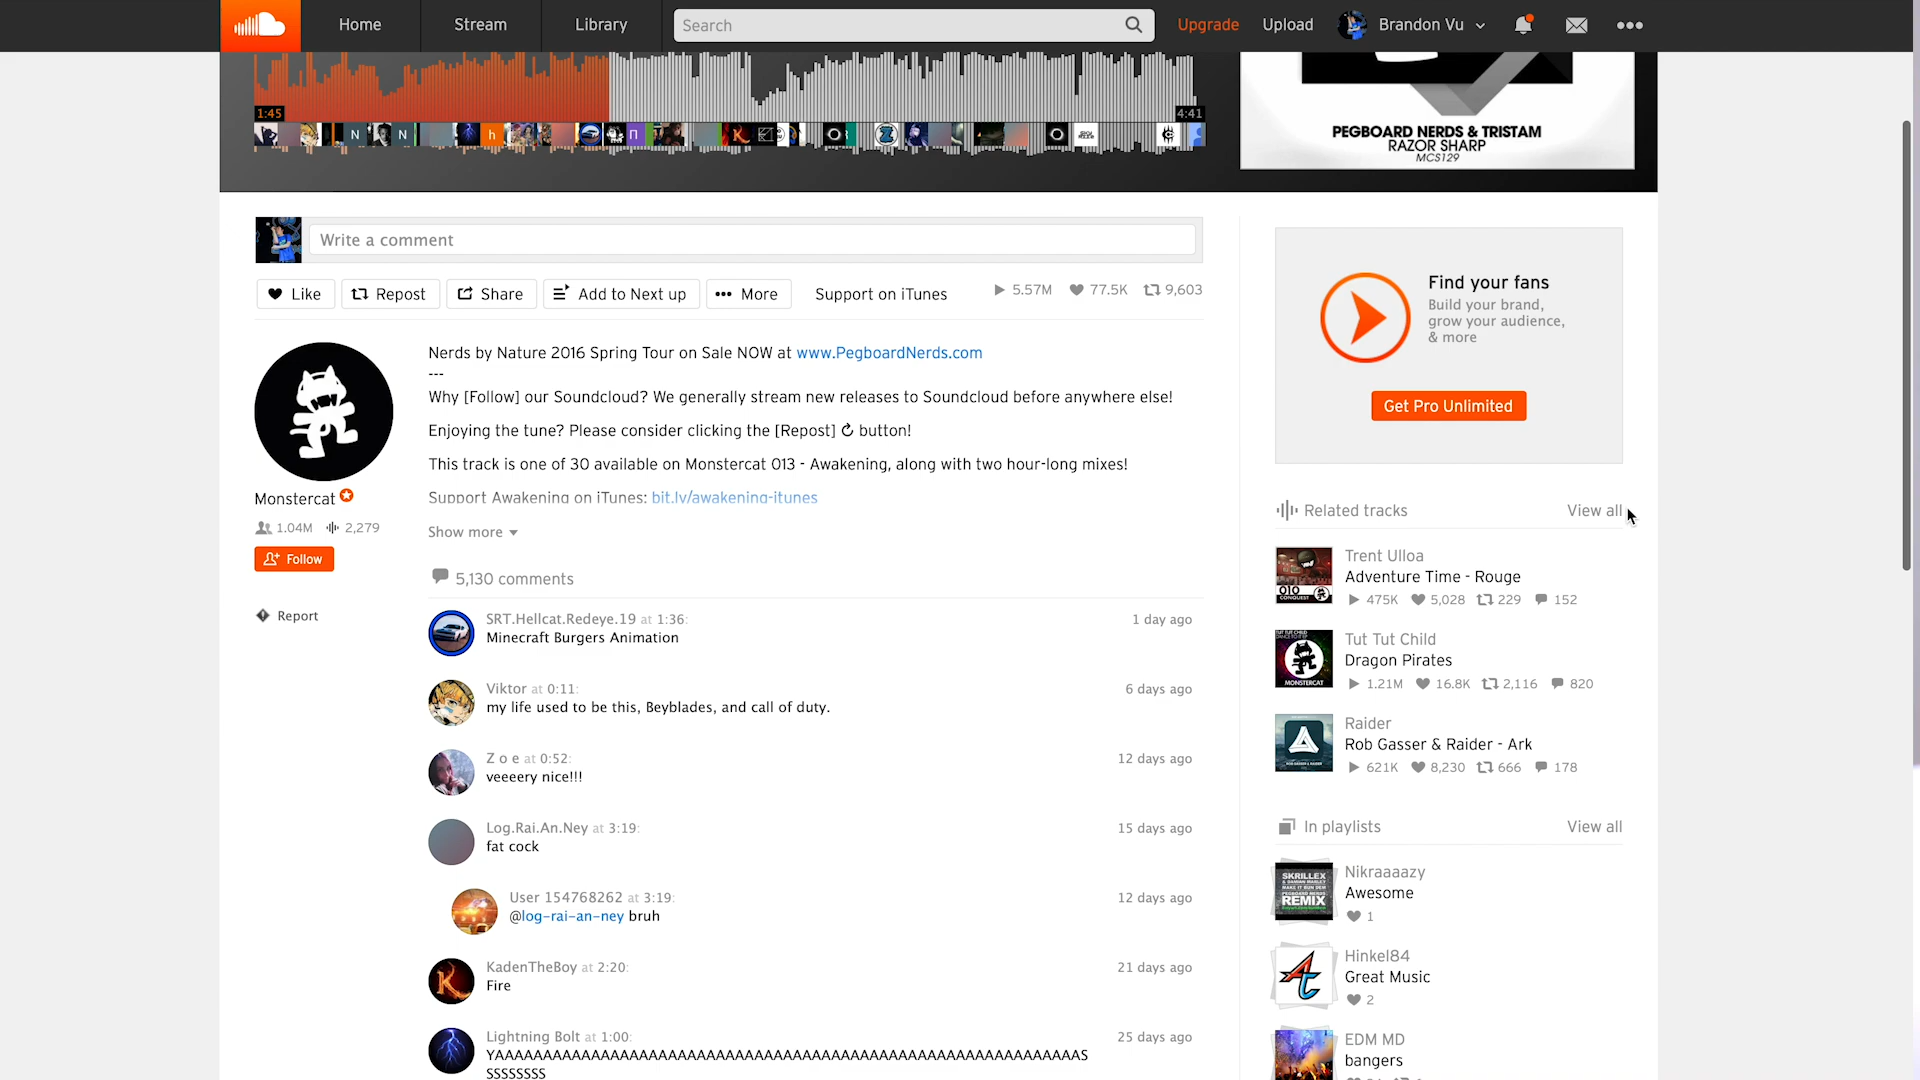 Home
Stream
Library
Search
Upgrade
Upload
Brandon Vu
1:45
4:41
PEGBOARD NERDS & TRISTAM
RAZOR SHARP
MCS129
Write a comment
Like
Repost
Share
Add to Next up
More
Support on iTunes
5.57M
77.5K
9,603
Monstercat
1.04M
2,279
Follow
Report
Nerds by Nature 2016 Spring Tour on Sale NOW at www.PegboardNerds.com
---
Why [Follow] our Soundcloud? We generally stream new releases to Soundcloud before anywhere else!
Enjoying the tune? Please consider clicking the [Repost] ↻ button!
This track is one of 30 available on Monstercat 013 - Awakening, along with two hour-long mixes!
Support Awakening on iTunes: bit.ly/awakening-itunes
Show more
5,130 comments
SRT.Hellcat.Redeye.19 at 1:36:
1 day ago
Minecraft Burgers Animation
Viktor at 0:11:
6 days ago
my life used to be this, Beyblades, and call of duty.
Z o e at 0:52:
12 days ago
veeeery nice!!!
Log.Rai.An.Ney at 3:19:
15 days ago
fat cock
User 154768262 at 3:19:
12 days ago
@log-rai-an-ney bruh
KadenTheBoy at 2:20:
21 days ago
Fire
Lightning Bolt at 1:00:
25 days ago
YAAAAAAAAAAAAAAAAAAAAAAAAAAAAAAAAAAAAAAAAAAAAAAAAAAAAAAAAAAAAAS
SSSSSSSS
Find your fans
Build your brand,
grow your audience,
& more
Get Pro Unlimited
Related tracks
View all
010
CONQUEST
Trent Ulloa
Adventure Time - Rouge
475K 5,028 229 152
MONSTERCAT
Tut Tut Child
Dragon Pirates
1.21M 16.8K 2,116 820
Raider
Rob Gasser & Raider - Ark
621K 8,230 666 178
In playlists
View all
SKRILLEX
REMIX
Nikraaaazy
Awesome
1
Hinkel84
Great Music
2
EDM MD
bangers